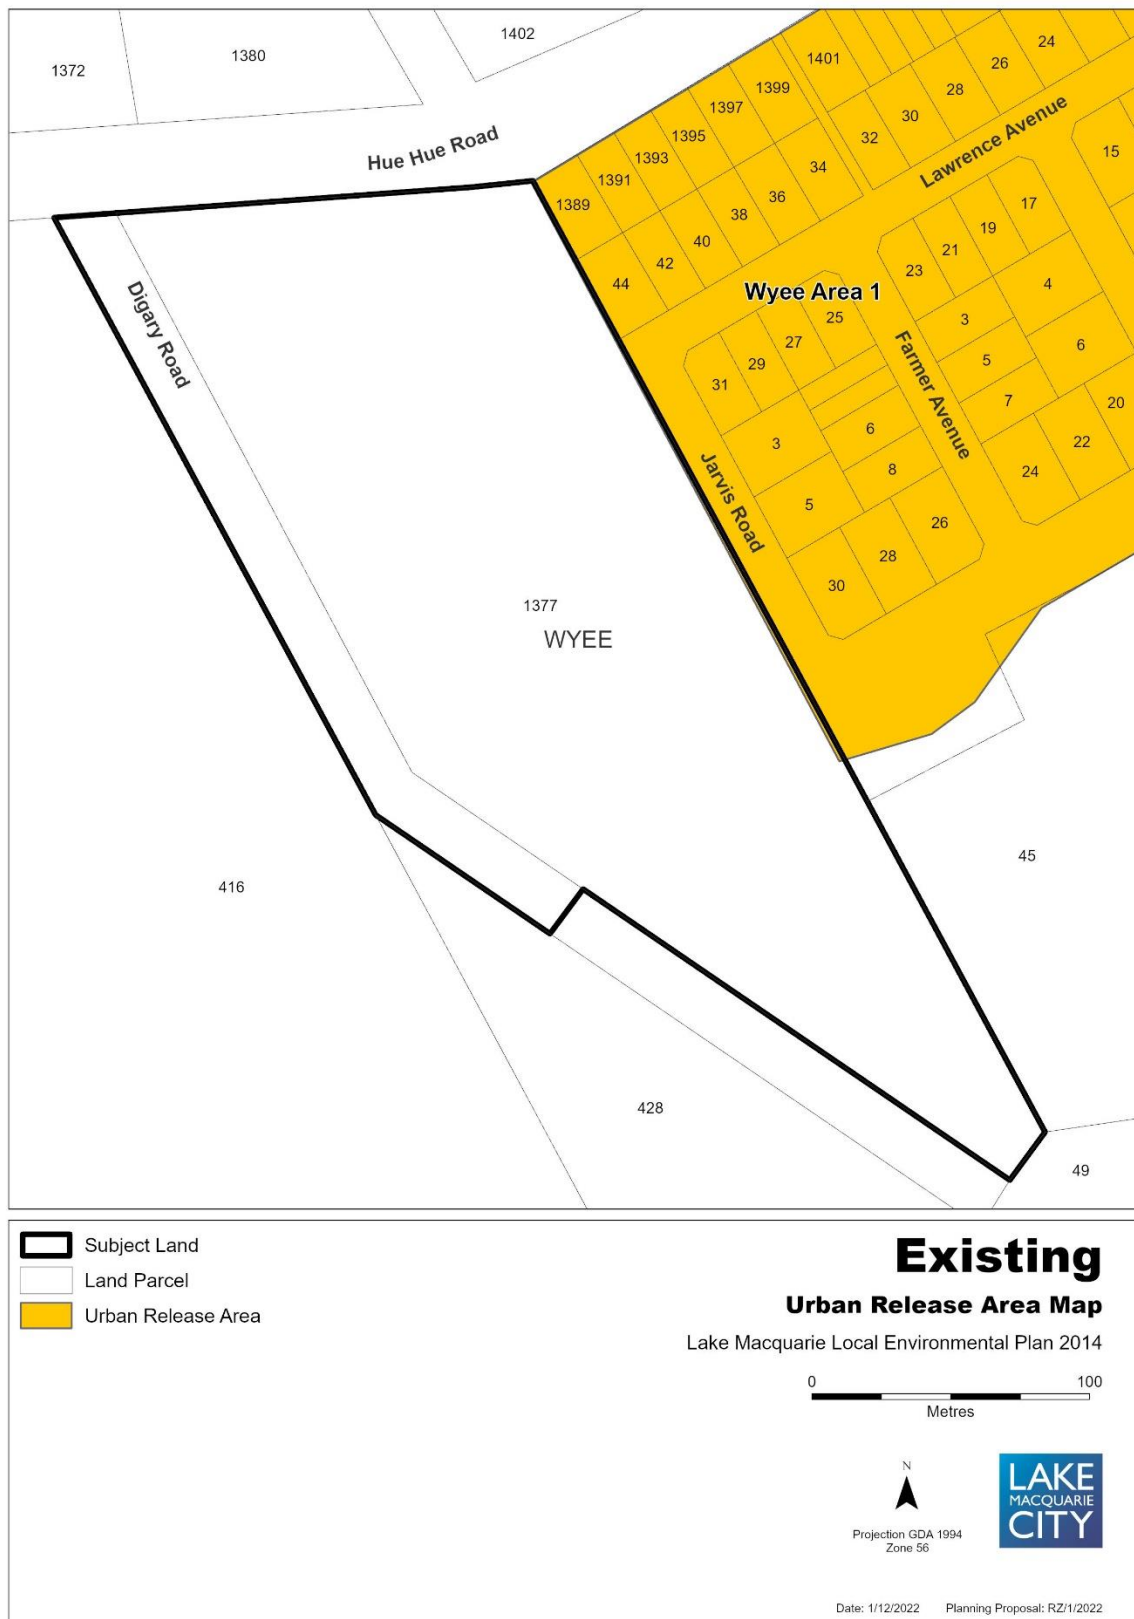 1402
1380
1372
24
1401
26
1399
28
1397
30
1395
32
1393
1391
1389
Hue Hue Road
Lawrence Avenue
15
34
36
38
40
42
44
17
19
21
23
4
Wyee Area 1
25
27
29
31
3
5
7
6
20
22
24
Digary Road
Farmer Avenue
3
6
8
5
Jarvis Road
26
28
30
1377
WYEE
45
416
428
49
Subject Land
Land Parcel
Urban Release Area
Existing
Urban Release Area Map
Lake Macquarie Local Environmental Plan 2014
0 100
Metres
N
Projection GDA 1994
Zone 56
LAKE
MACQUARIE
CITY
Date: 1/12/2022 Planning Proposal: RZ/1/2022